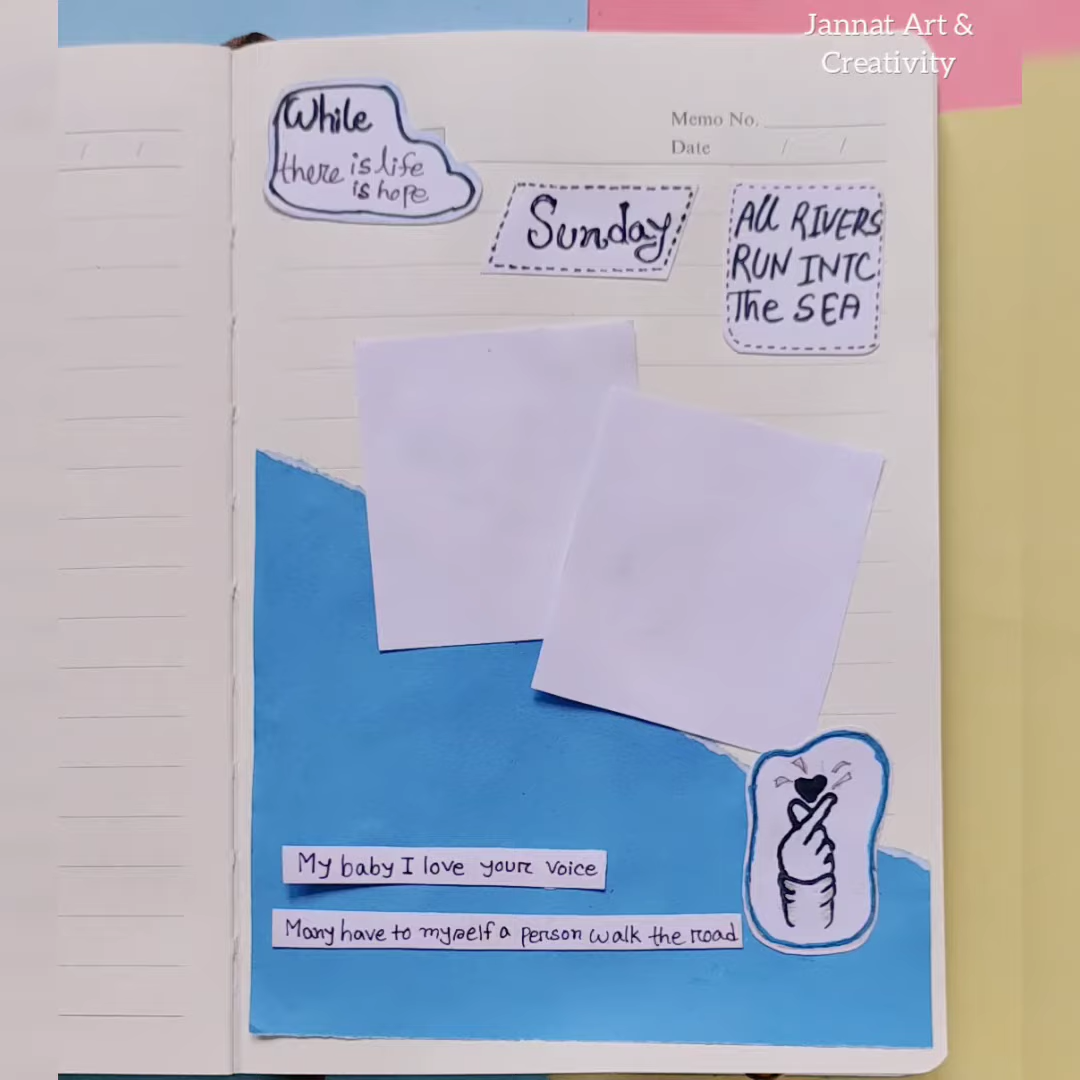 Jannat Art &
Creativity
Memo No.
Date / /
/ /
While
there is life
is hope
Sunday
All RIVERS
RUN INTO
The SEA
My baby I love your voice
Many have to myself a person walk the road